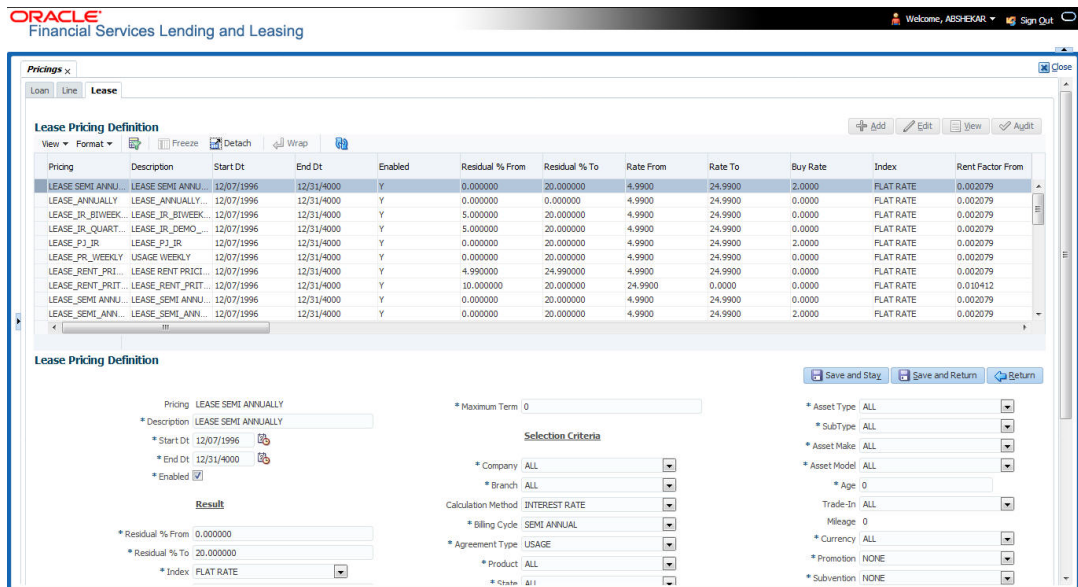 ORACLE
Financial Services Lending and Leasing
Welcome, ABSHEKAR Sign Out
Pricings x
Close
Loan Line Lease
Lease Pricing Definition
Add Edit View Audit
View Format Freeze Detach Wrap
Pricing Description Start Dt End Dt Enabled Residual % From Residual % To Rate From Rate To Buy Rate Index Rent Factor From
LEASE SEMI ANNU... LEASE SEMI ANNU... 12/07/1996 12/31/4000 Y 0.000000 20.000000 4.9900 24.9900 2.0000 FLAT RATE 0.002079
LEASE_ANNUALLY LEASE_ANNUALLY... 12/07/1996 12/31/4000 Y 0.000000 0.000000 4.9900 24.9900 0.0000 FLAT RATE 0.002079
LEASE_IR_BIWEEK... LEASE_IR_BIWEEK... 12/07/1996 12/31/4000 Y 5.000000 20.000000 4.9900 24.9900 0.0000 FLAT RATE 0.002079
LEASE_IR_QUART... LEASE_IR_DEMO_... 12/07/1996 12/31/4000 Y 5.000000 20.000000 4.9900 24.9900 0.0000 FLAT RATE 0.002079
LEASE_PJ_IR LEASE_PJ_IR 12/07/1996 12/31/4000 Y 0.000000 20.000000 4.9900 24.9900 2.0000 FLAT RATE 0.002079
LEASE_PR_WEEKLY USAGE WEEKLY 12/07/1996 12/31/4000 Y 0.000000 20.000000 4.9900 24.9900 0.0000 FLAT RATE 0.002079
LEASE_RENT_PRI... LEASE RENT PRICI... 12/07/1996 12/31/4000 Y 4.990000 24.990000 4.9900 24.9900 0.0000 FLAT RATE 0.002079
LEASE_RENT_PRIT... LEASE_RENT_PRIT... 12/07/1996 12/31/4000 Y 10.000000 20.000000 24.9900 0.0000 0.0000 FLAT RATE 0.010412
LEASE_SEMI ANNU... LEASE_SEMI ANNU... 12/07/1996 12/31/4000 Y 0.000000 20.000000 4.9900 24.9900 2.0000 FLAT RATE 0.002079
LEASE_SEMI_ANN... LEASE_SEMI_ANN... 12/07/1996 12/31/4000 Y 0.000000 20.000000 4.9900 24.9900 2.0000 FLAT RATE 0.002079
Lease Pricing Definition
Save and Stay Save and Return Return
Pricing LEASE SEMI ANNUALLY
* Description LEASE SEMI ANNUALLY
* Start Dt 12/07/1996
* End Dt 12/31/4000
* Enabled
Result
* Residual % From 0.000000
* Residual % To 20.000000
* Index FLAT RATE
* Maximum Term 0
Selection Criteria
* Company ALL
* Branch ALL
Calculation Method INTEREST RATE
* Billing Cycle SEMI ANNUAL
* Agreement Type USAGE
* Product ALL
* State ALL
* Asset Type ALL
* SubType ALL
* Asset Make ALL
* Asset Model ALL
* Age 0
Trade-In ALL
Mileage 0
* Currency ALL
* Promotion NONE
* Subvention NONE